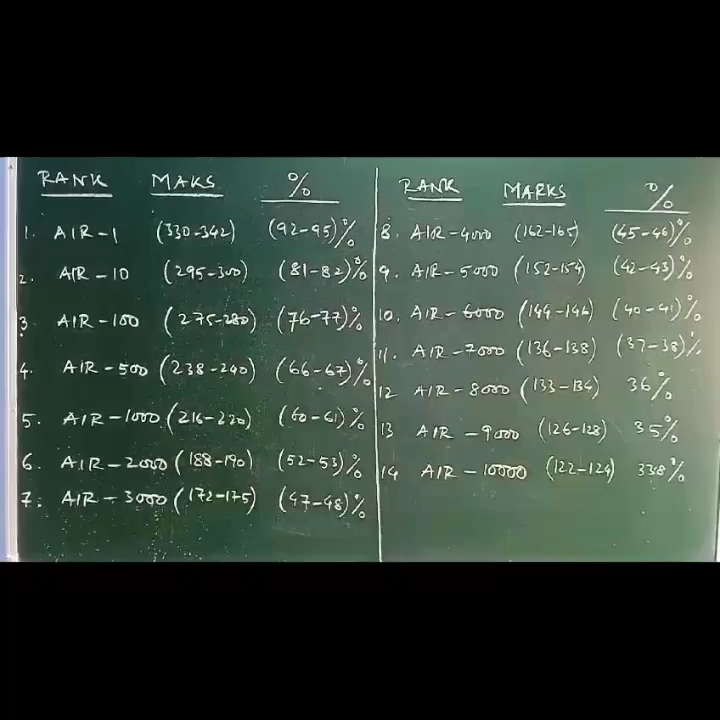 RANK MAKS %
1. AIR-1 (330-342) (92-95)%
2. AIR-10 (295-300) (81-82)%
3. AIR-100 (275-280) (76-77)%
4. AIR-500 (238-240) (66-67)%
5. AIR-1000 (216-220) (60-61)%
6. AIR-2000 (188-190) (52-53)%
7. AIR-3000 (172-175) (47-48)%
RANK MARKS %
8. AIR-4000 (162-165) (45-46)%
9. AIR-5000 (152-154) (42-43)%
10. AIR-6000 (144-146) (40-41)%
11. AIR-7000 (136-138) (37-38)%
12 AIR-8000 (133-134) 36%
13 AIR-9000 (126-128) 35%
14 AIR-10000 (122-124) 33.8%